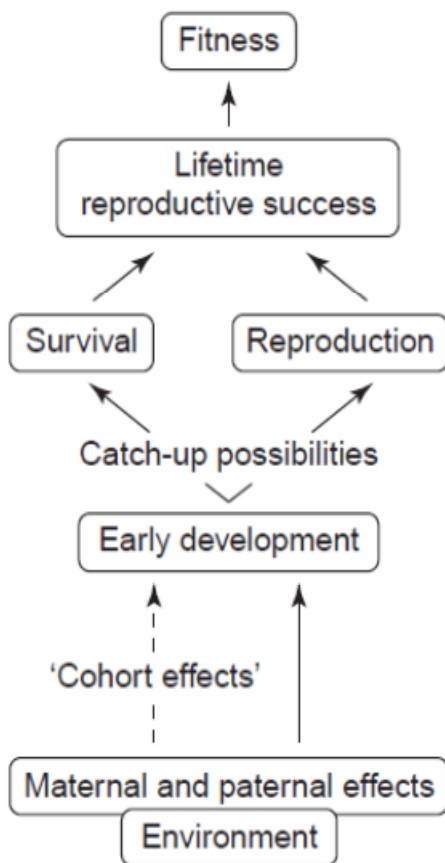 Fitness
Lifetime
reproductive success
Survival
Reproduction
Catch-up possibilities
Early development
‘Cohort effects’
Maternal and paternal effects
Environment